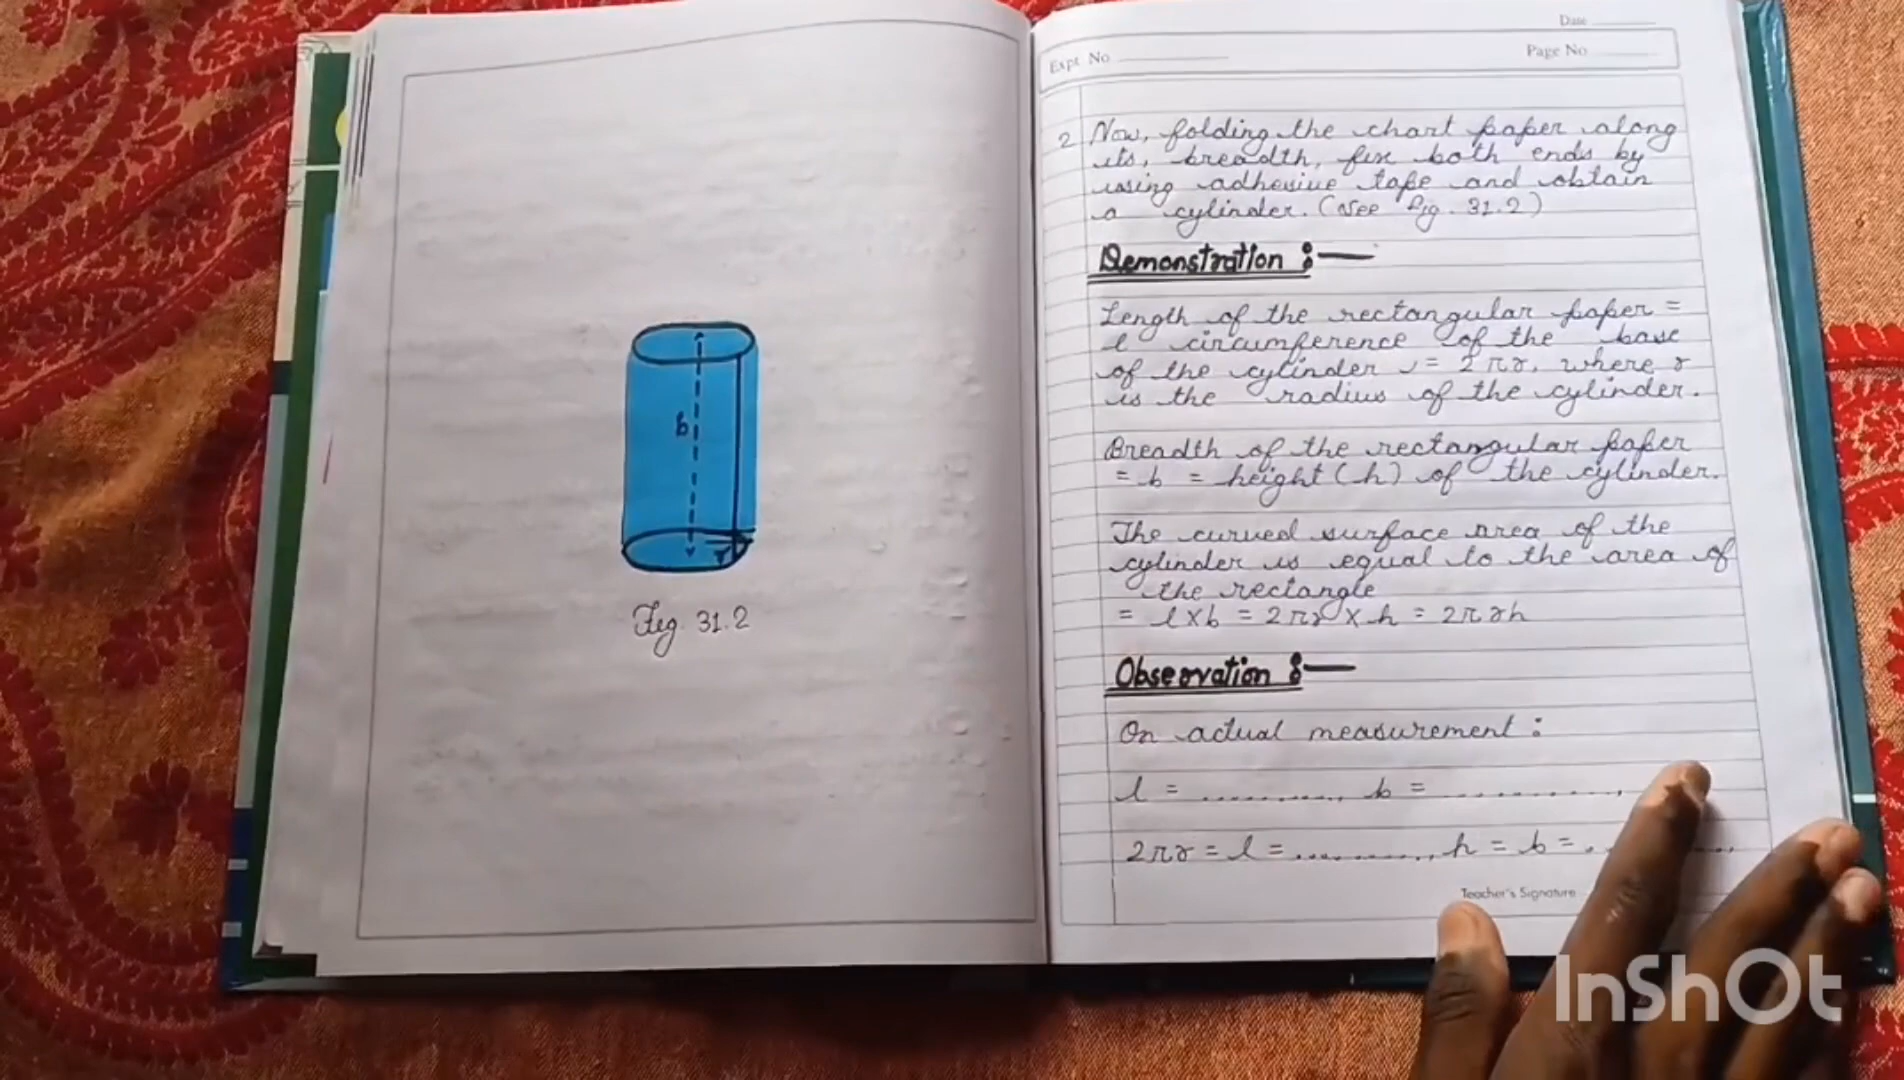 b
r
Fig. 31.2
Date
Expt No
Page No
2 Now, folding the chart paper along
its, breadth, fix both ends by
using adhesive tape and obtain
a cylinder. (See fig. 31.2)
Demonstration :—
Length of the rectangular paper =
l circumference of the base
of the cylinder = 2πr, where r
is the radius of the cylinder.
Breadth of the rectangular paper
= b = height (h) of the cylinder.
The curved surface area of the
cylinder is equal to the area of
the rectangle
= l×b = 2πr × h = 2πrh
Observation :—
On actual measurement :
l = .........., b = ..........,
2πr = l = .........., h = b = ..
Teacher's Signature
InShOt